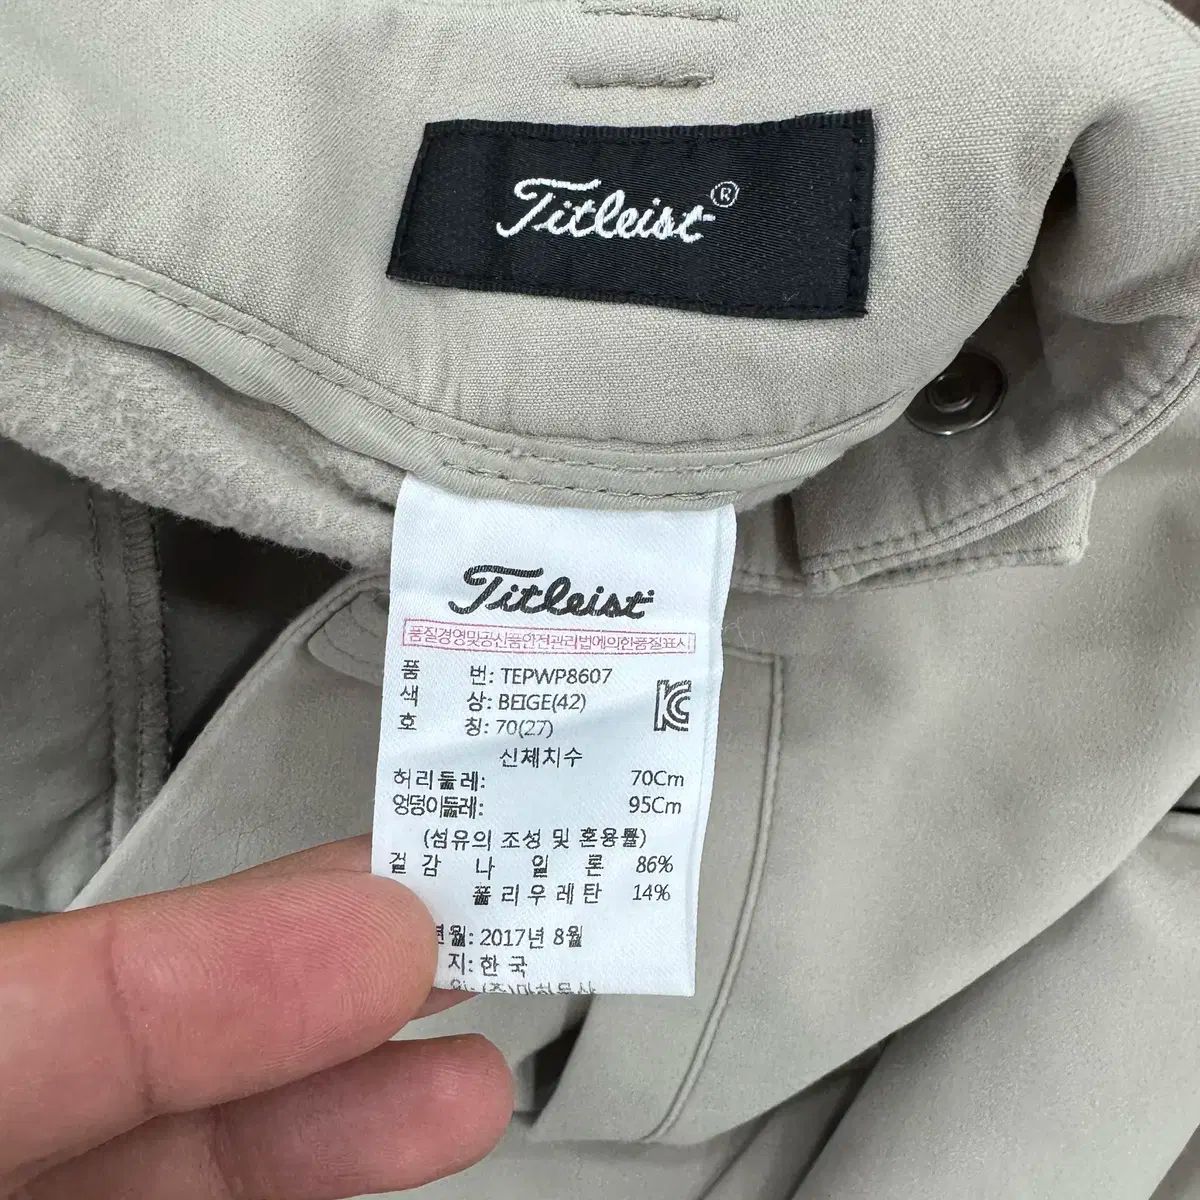 Titleist®
Titleist
품질경영및공산품안전관리법에의한품질표시
품 번: TEPWP8607
색 상: BEIGE(42)
호 칭: 70(27)
신체치수
허리둘레: 70Cm
엉덩이둘레: 95Cm
(섬유의 조성 및 혼용률)
겉감 나일론 86%
폴리우레탄 14%
년월: 2017년 8월
지: 한국